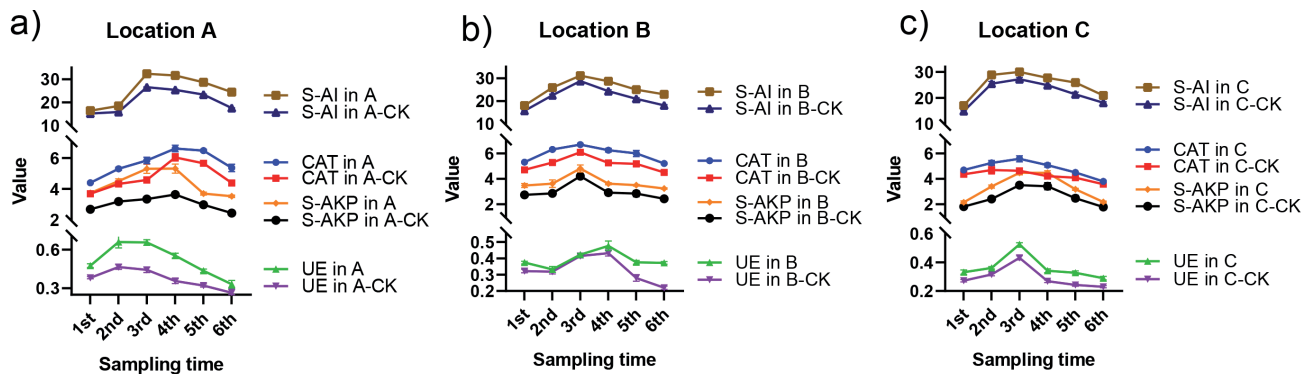 a)
Location A
Value
30
20
10
6
4
2
0.6
0.3
1st
2nd
3rd
4th
5th
6th
Sampling time
S-AI in A
S-AI in A-CK
CAT in A
CAT in A-CK
S-AKP in A
S-AKP in A-CK
UE in A
UE in A-CK
b)
Location B
Value
30
20
10
6
4
2
0.5
0.4
0.3
0.2
1st
2nd
3rd
4th
5th
6th
Sampling time
S-AI in B
S-AI in B-CK
CAT in B
CAT in B-CK
S-AKP in B
S-AKP in B-CK
UE in B
UE in B-CK
c)
Location C
Value
30
20
10
6
4
2
0.6
0.4
0.2
1st
2nd
3rd
4th
5th
6th
Sampling time
S-AI in C
S-AI in C-CK
CAT in C
CAT in C-CK
S-AKP in C
S-AKP in C-CK
UE in C
UE in C-CK